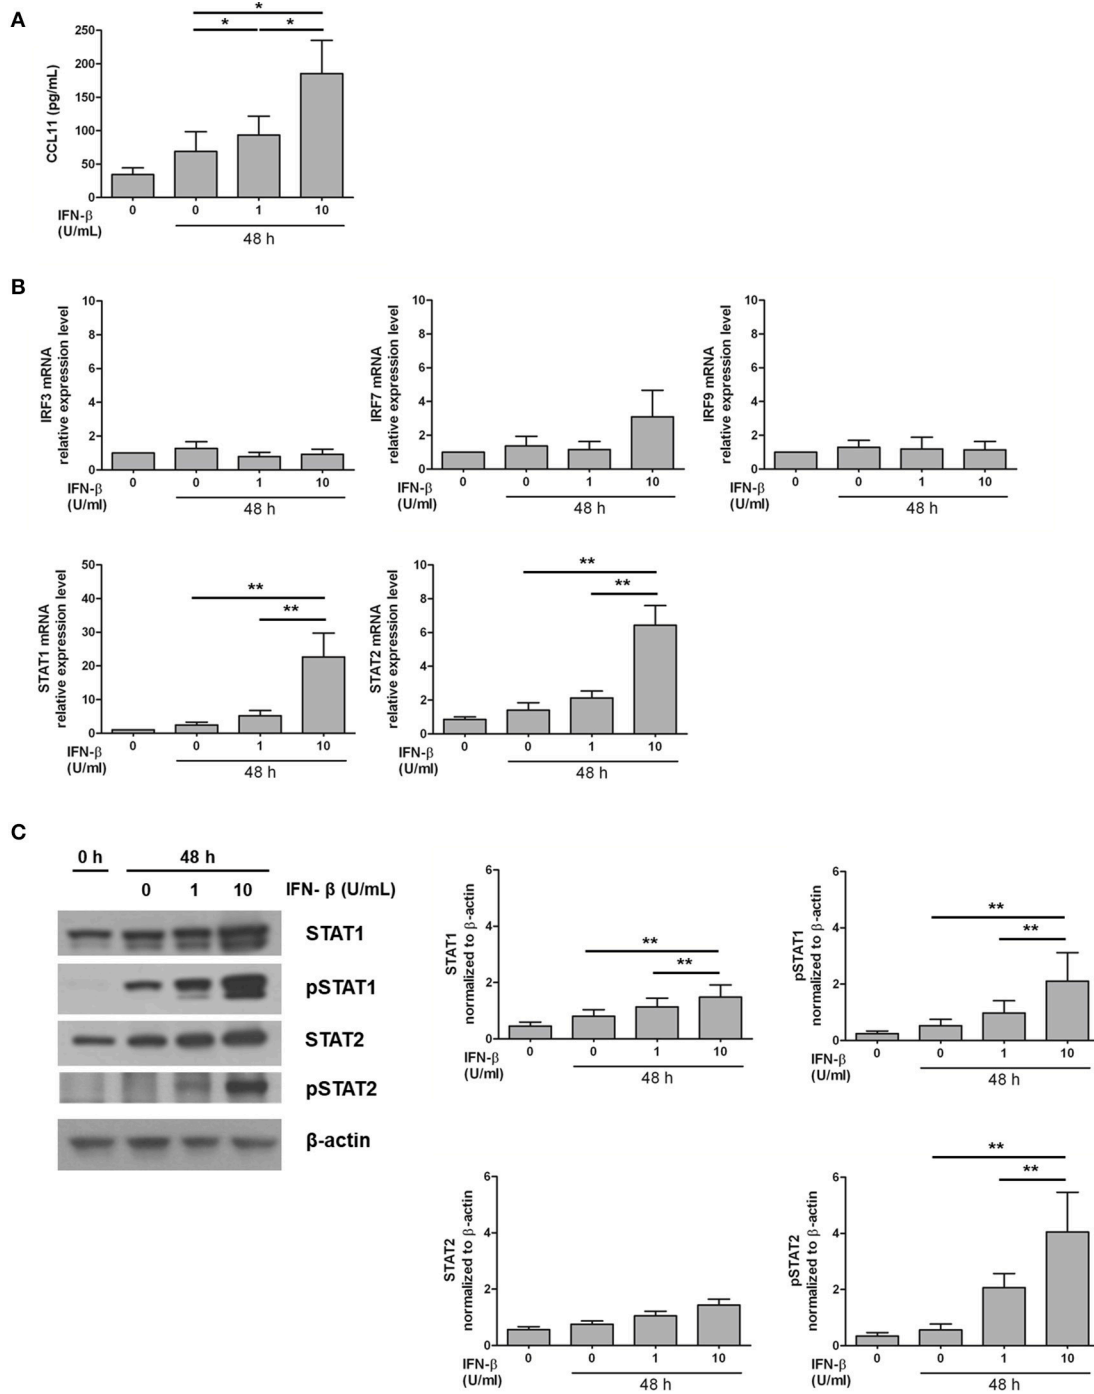 A
* 
* *
250
200
150
100
50
0
CCL11 (pg/mL)
IFN-β
(U/mL)
0 0 1 10
48 h
B
10
8
6
4
2
0
IRF3 mRNA
relative expression level
IFN-β
(U/ml)
0 0 1 10
48 h
10
8
6
4
2
0
IRF7 mRNA
relative expression level
IFN-β
(U/ml)
0 0 1 10
48 h
10
8
6
4
2
0
IRF9 mRNA
relative expression level
IFN-β
(U/ml)
0 0 1 10
48 h
**
**
50
40
30
20
10
0
STAT1 mRNA
relative expression level
IFN-β
(U/ml)
0 0 1 10
48 h
**
**
10
8
6
4
2
0
STAT2 mRNA
relative expression level
IFN-β
(U/ml)
0 0 1 10
48 h
C
0 h 48 h
0 1 10 IFN- β (U/mL)
STAT1
pSTAT1
STAT2
pSTAT2
β-actin
**
**
6
4
2
0
STAT1
normalized to β-actin
IFN-β
(U/ml)
0 0 1 10
48 h
**
**
6
4
2
0
pSTAT1
normalized to β-actin
IFN-β
(U/ml)
0 0 1 10
48 h
6
4
2
0
STAT2
normalized to β-actin
IFN-β
(U/ml)
0 0 1 10
48 h
**
**
6
4
2
0
pSTAT2
normalized to β-actin
IFN-β
(U/ml)
0 0 1 10
48 h